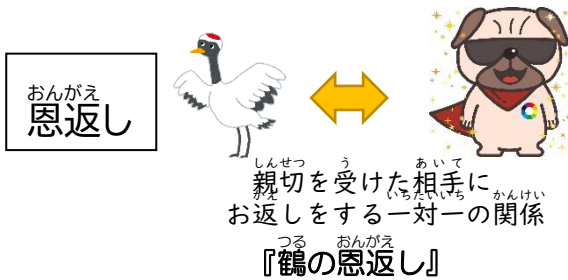 おんがえ
恩返し
しんせつ う あいて
親切を受けた相手に
がえ いちたいいち かんけい
お返しをする一対一の関係
つる おんがえ
『鶴の恩返し』